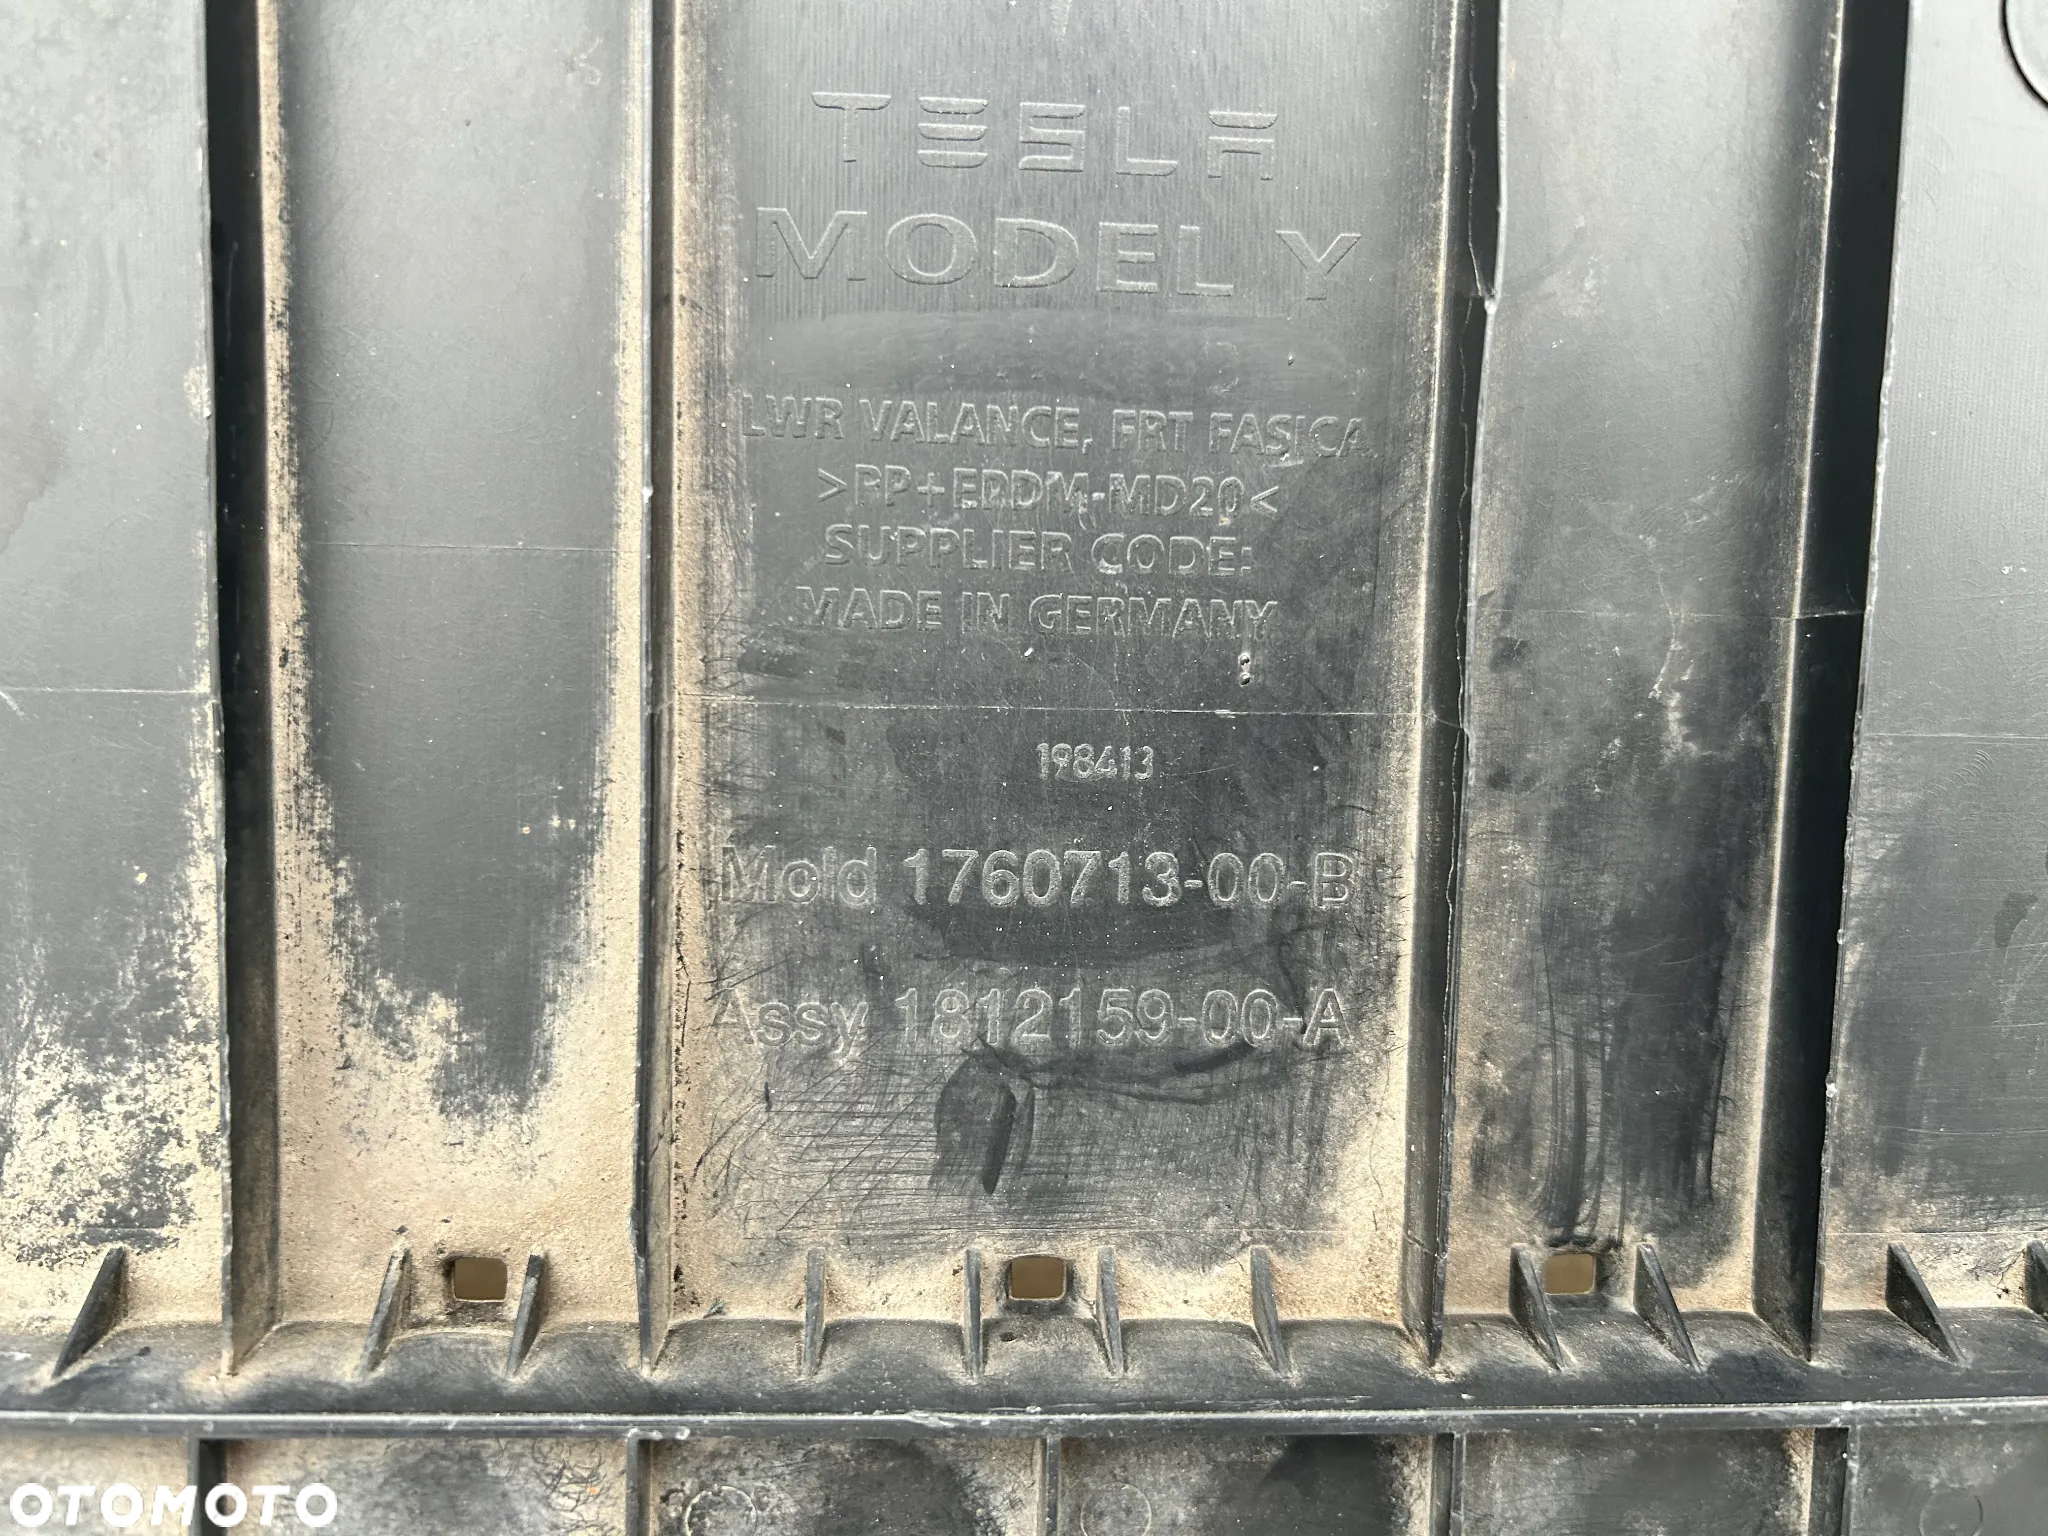 TESLA
MODEL Y
LWR VALANCE, FRT FASICA
>PP+EPDM-MD20<
SUPPLIER CODE:
MADE IN GERMANY
198413
Mold 1760713-00-B
Assy 1812159-00-A
OTOMOTO